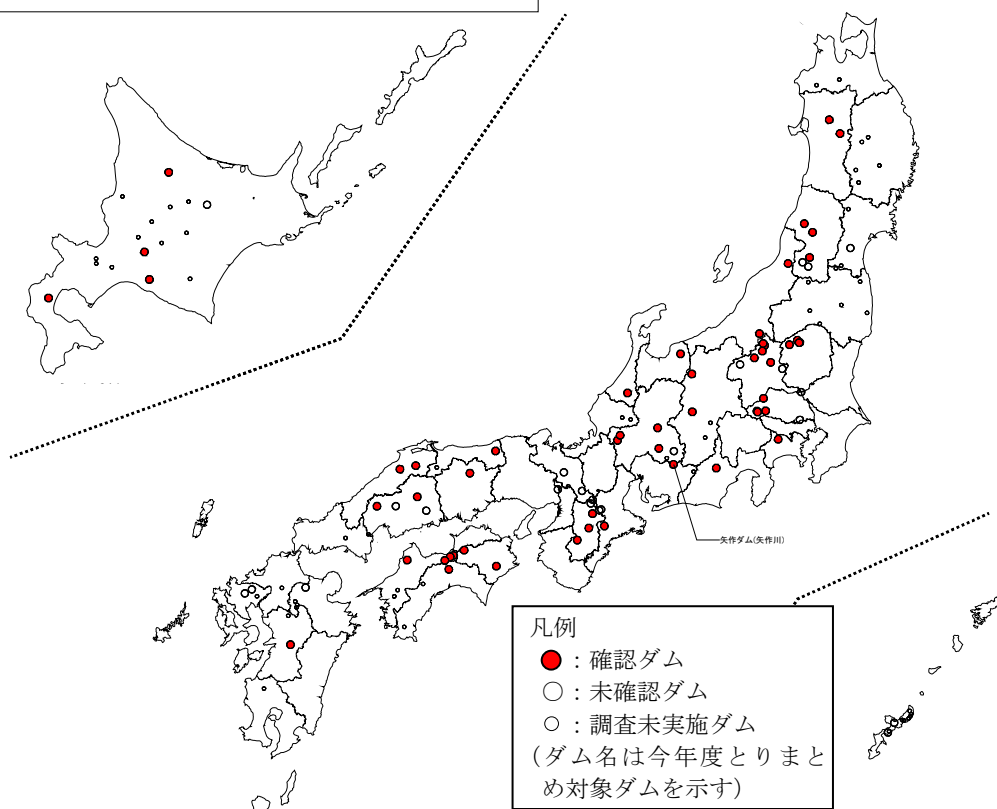 矢作ダム(矢作川)
凡例
●：確認ダム
○：未確認ダム
○：調査未実施ダム
(ダム名は今年度とりまと
め対象ダムを示す)